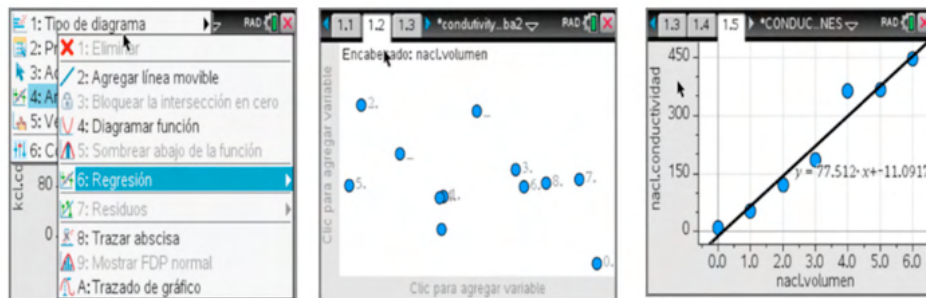 1: Tipo de diagrama
RAD
2: Pr
1: Eliminar
3: Ac
2: Agregar línea movible
4: An
3: Bloquear la intersección en cero
5: Ve
4: Diagramar función
6: Co
5: Sombrear abajo de la función
6: Regresión
7: Residuos
8: Trazar abscisa
9: Mostrar FDP normal
A: Trazado de gráfico
kcl.co
80
0
1.1 1.2 1.3 *condutivity...ba2 RAD
Encabezado: nacl.volumen
Clic para agregar variable
2.
5.
3.
6.
8.
7.
0.
Clic para agregar variable
1.3 1.4 1.5 *CONDUC...NES RAD
nacl.conductividad
450
300
150
0
y = 77.512·x+-11.0917
0.0 1.0 2.0 3.0 4.0 5.0 6.0
nacl.volumen